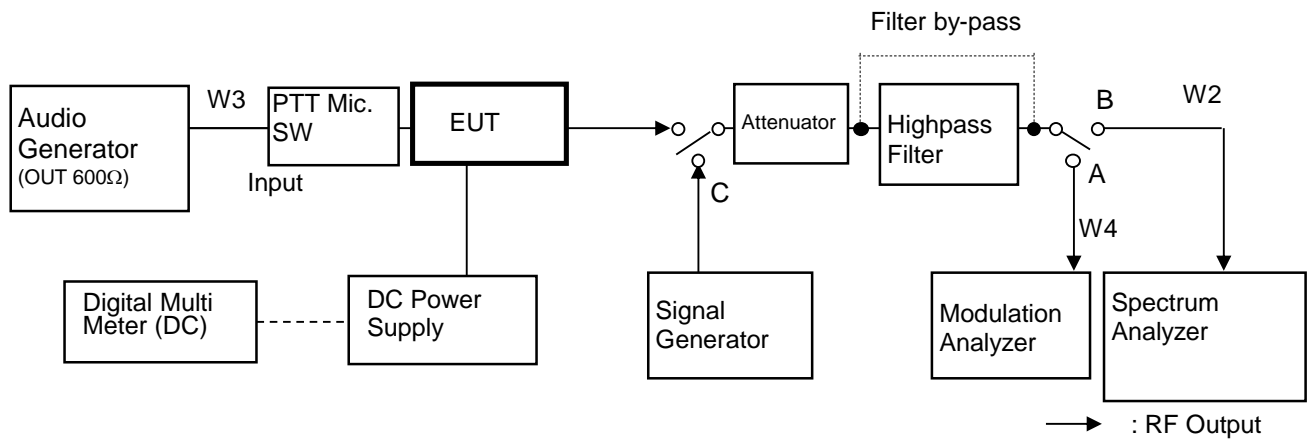 Filter by-pass
Audio
Generator
(OUT 600Ω)
W3
PTT Mic.
SW
Input
EUT
C
Attenuator
Highpass
Filter
B
A
W2
W4
Digital Multi
Meter (DC)
DC Power
Supply
Signal
Generator
Modulation
Analyzer
Spectrum
Analyzer
: RF Output